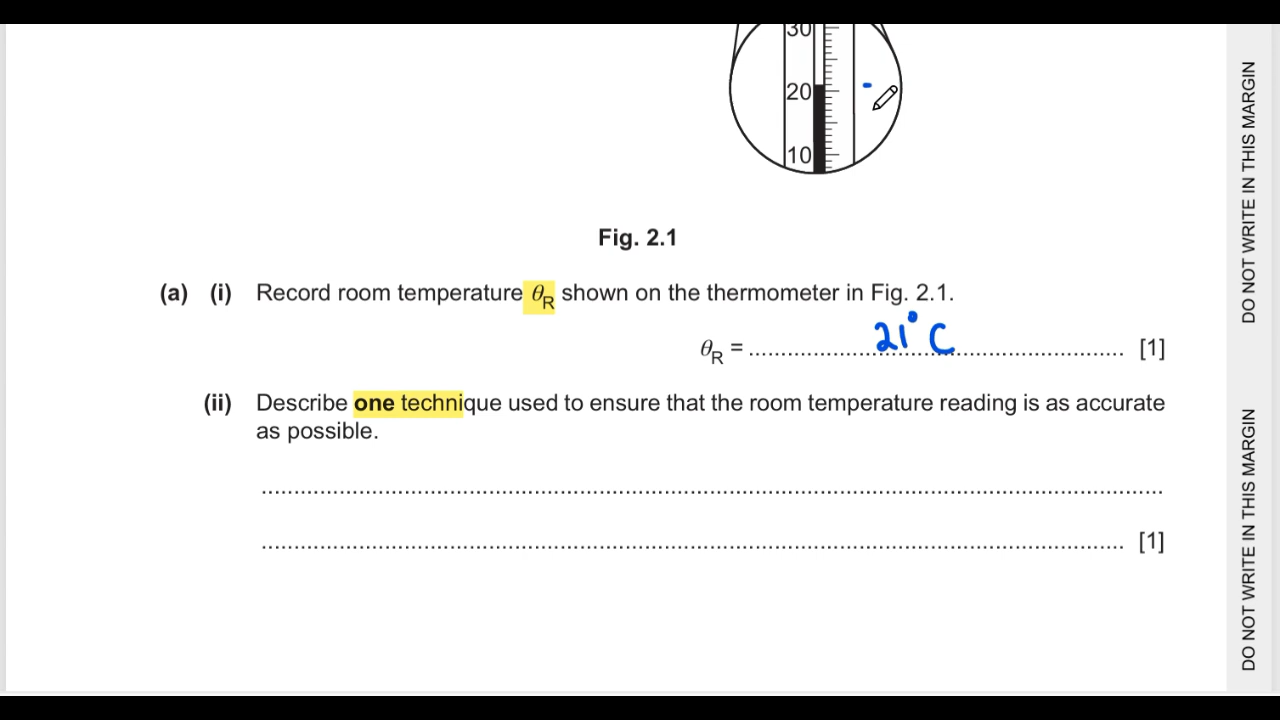 30
20
10
Fig. 2.1
(a) (i) Record room temperature θR shown on the thermometer in Fig. 2.1.
θR = ........................ 21° C ........................ [1]
(ii) Describe one technique used to ensure that the room temperature reading is as accurate
as possible.
................................................................................
................................................................................ [1]
DO NOT WRITE IN THIS MARGIN
DO NOT WRITE IN THIS MARGIN